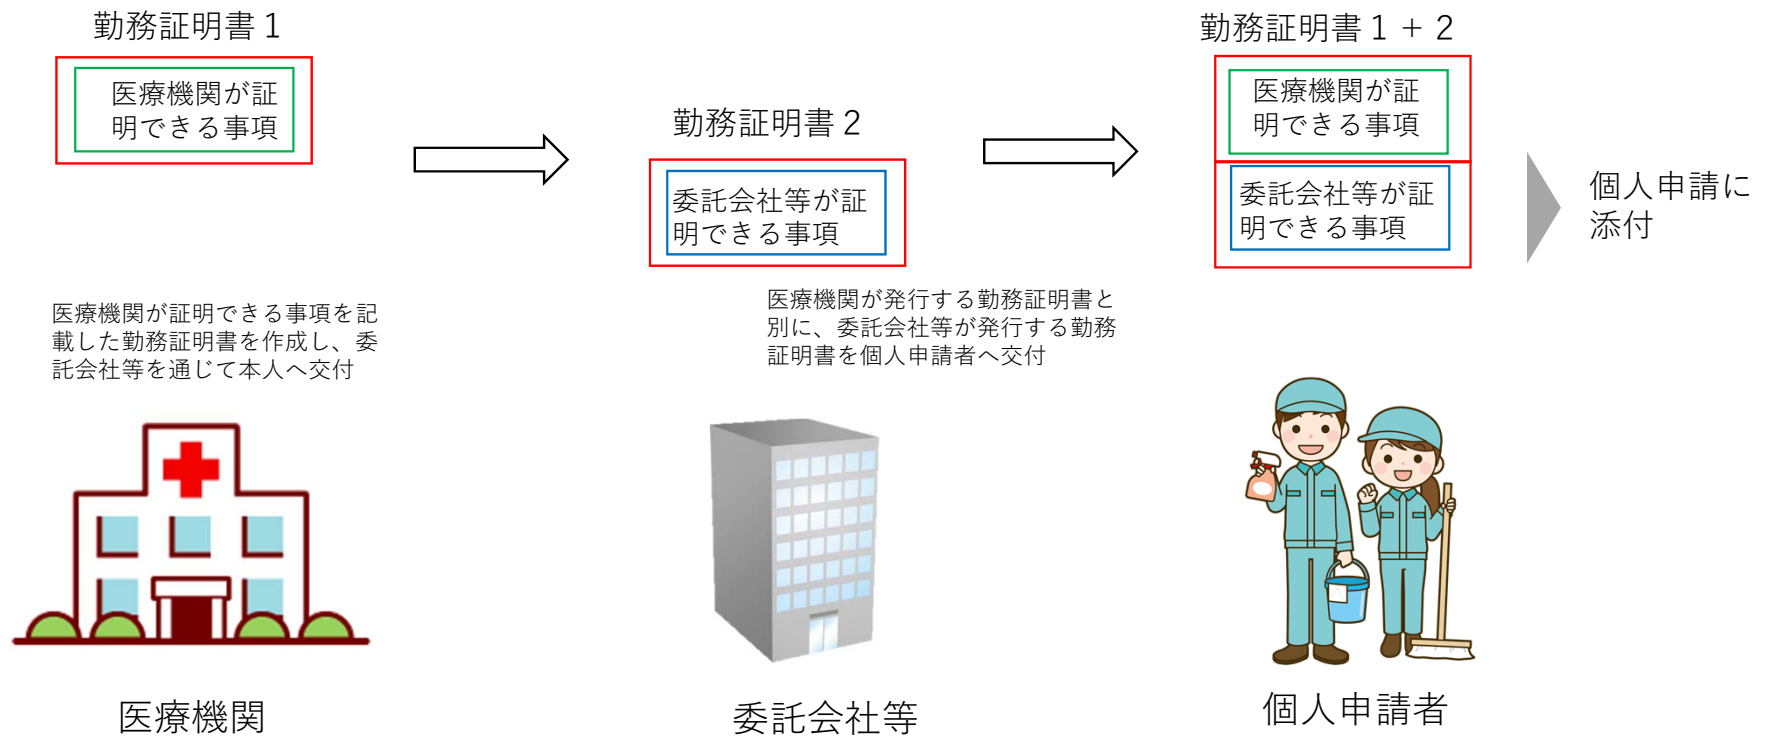 勤務証明書１
医療機関が証
明できる事項
医療機関が証明できる事項を記
載した勤務証明書を作成し、委
託会社等を通じて本人へ交付
医療機関
勤務証明書２
委託会社等が証
明できる事項
医療機関が発行する勤務証明書と
別に、委託会社等が発行する勤務
証明書を個人申請者へ交付
委託会社等
勤務証明書１＋２
医療機関が証
明できる事項
委託会社等が証
明できる事項
個人申請に
添付
個人申請者